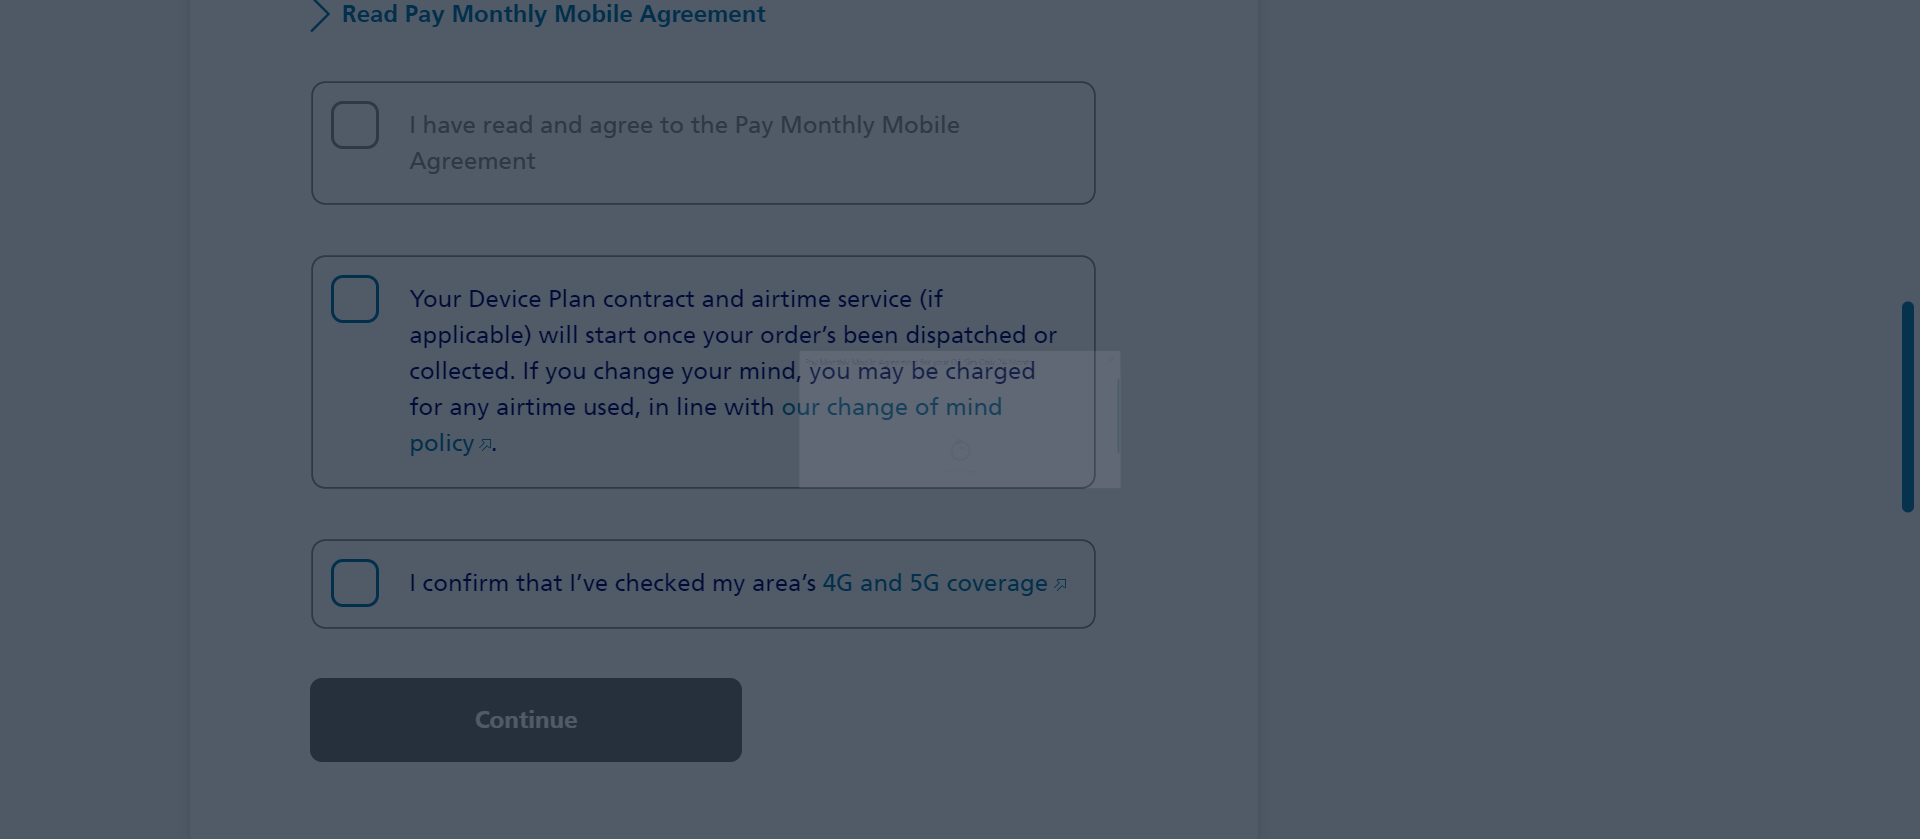 Read Pay Monthly Mobile Agreement
I have read and agree to the Pay Monthly Mobile
Agreement
Your Device Plan contract and airtime service (if
applicable) will start once your order’s been dispatched or
collected. If you change your mind, you may be charged
for any airtime used, in line with our change of mind
policy.
I confirm that I’ve checked my area’s 4G and 5G coverage
Continue